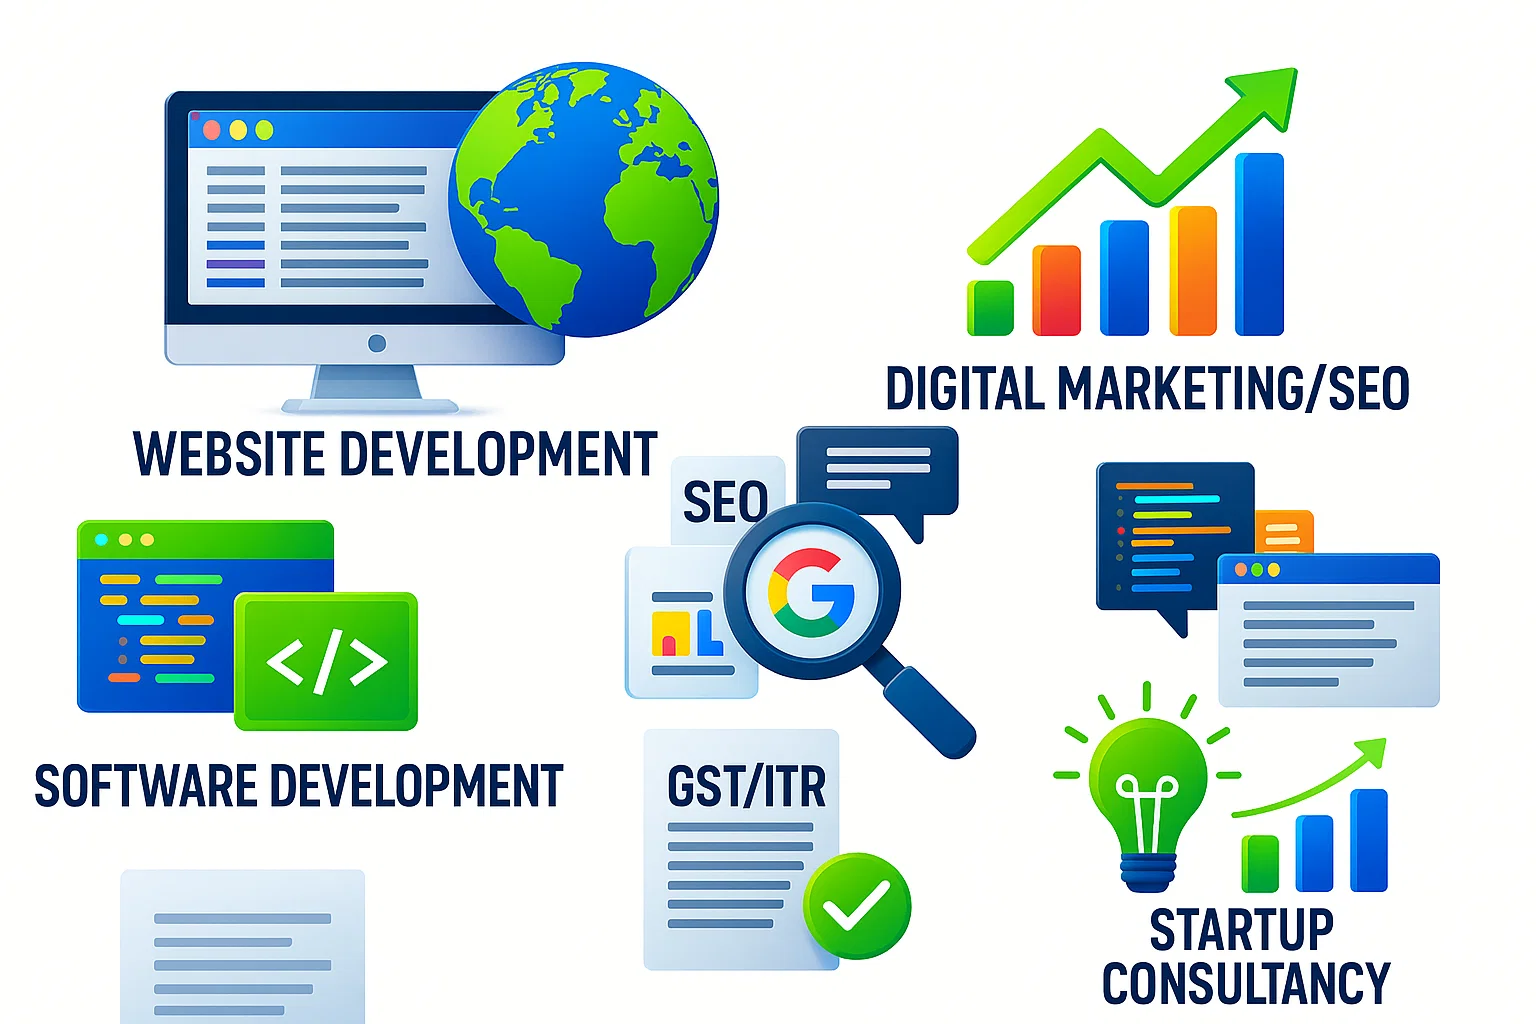 DIGITAL MARKETING/SEO
WEBSITE DEVELOPMENT
SEO
G
</>
SOFTWARE DEVELOPMENT
GST/ITR
STARTUP
CONSULTANCY